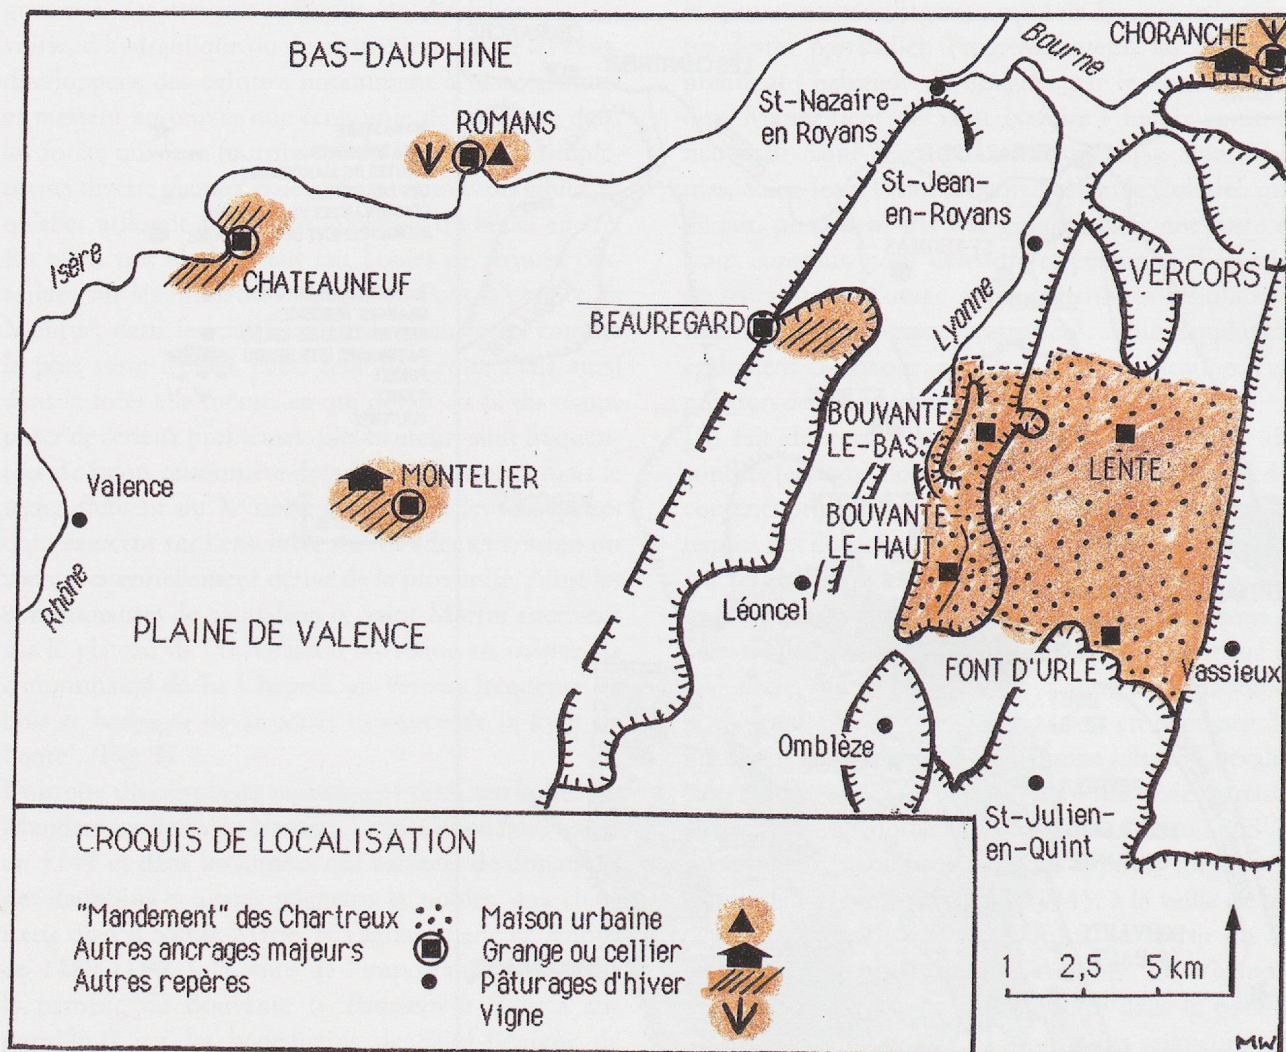 BAS-DAUPHINE
CHORANCHE
Bourne
ROMANS
St-Nazaire-
en Royans
St-Jean-
en-Royans
Isère
CHATEAUNEUF
VERCORS
BEAUREGARD
Lyonne
BOUVANTE
LE-BAS
LENTE
MONTELIER
Valence
BOUVANTE
LE-HAUT
Rhône
Léoncel
PLAINE DE VALENCE
FONT D'URLE
Vassieux
Omblèze
St-Julien-
en-Quint
CROQUIS DE LOCALISATION
"Mandement" des Chartreux
Autres ancrages majeurs
Autres repères
Maison urbaine
Grange ou cellier
Pâturages d'hiver
Vigne
1 2,5 5 km
MW